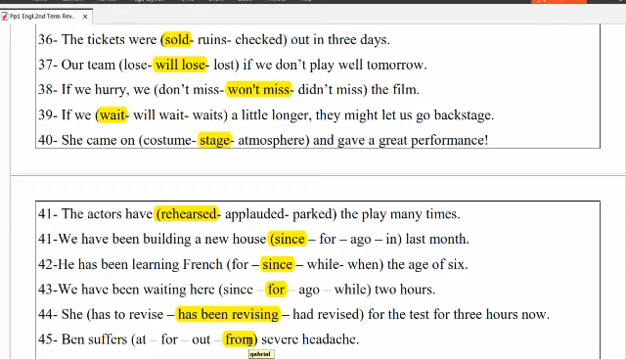 Pp1 Engl.2nd Term Rev.
36- The tickets were (sold- ruins- checked) out in three days.
37- Our team (lose- will lose- lost) if we don't play well tomorrow.
38- If we hurry, we (don't miss- won't miss- didn't miss) the film.
39- If we (wait- will wait- waits) a little longer, they might let us go backstage.
40- She came on (costume- stage- atmosphere) and gave a great performance!
41- The actors have (rehearsed- applauded- parked) the play many times.
41-We have been building a new house (since – for – ago – in) last month.
42-He has been learning French (for – since – while- when) the age of six.
43-We have been waiting here (since – for – ago – while) two hours.
44- She (has to revise – has been revising – had revised) for the test for three hours now.
45- Ben suffers (at – for – out – from) severe headache.
gabrial